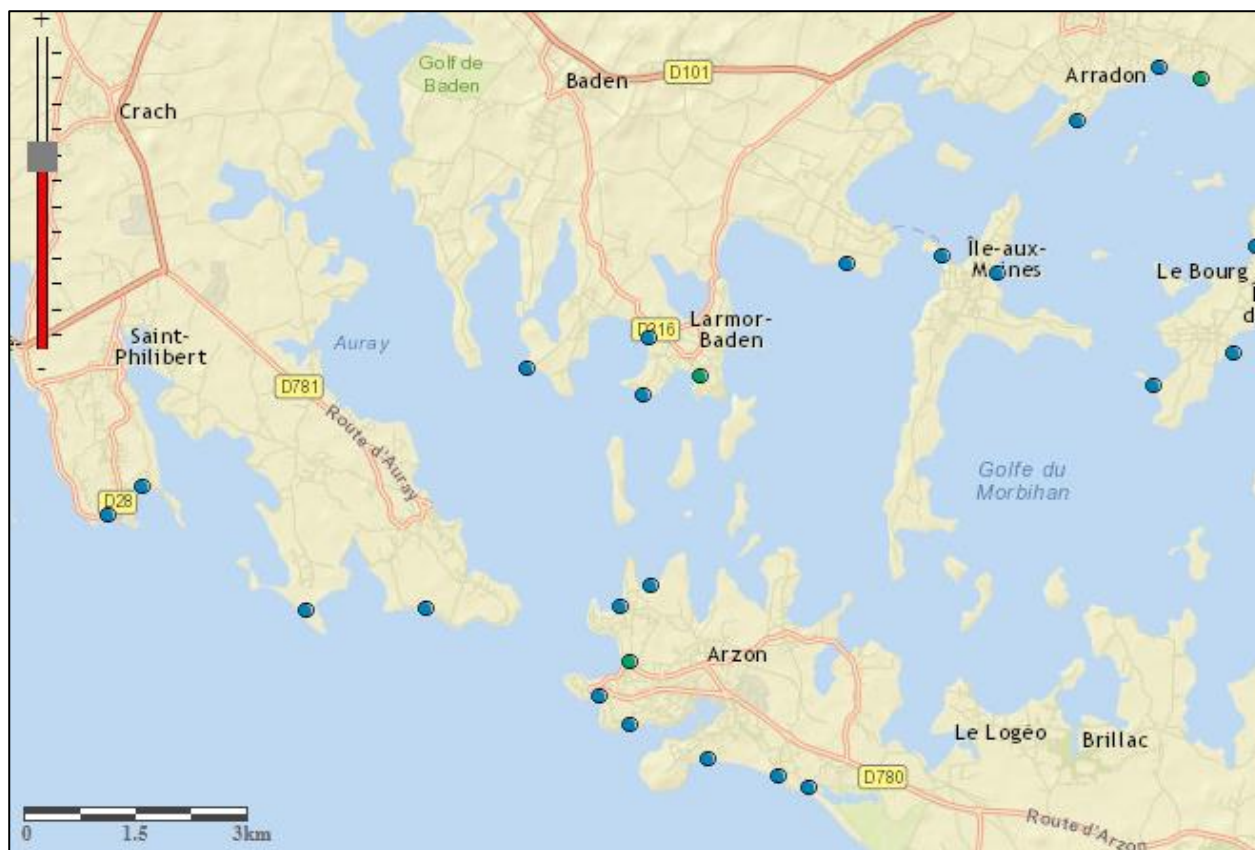 +
Golf de
Baden
Baden
D101
Arradon
Crach
Île-aux-
Moines
Le Bourg
Î
d
Saint-
Philibert
Auray
D316
Larmor-
Baden
-
D781
Route d'Auray
Golfe du
Morbihan
D28
Arzon
Le Logéo
Brillac
D780
Route d'Arzon
0 1.5 3km